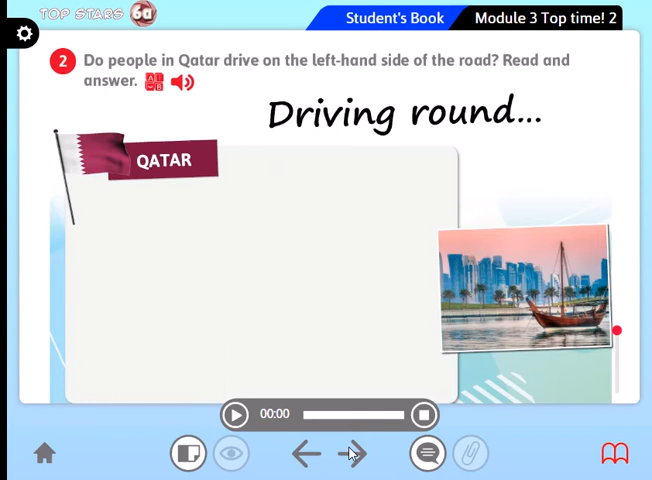 TOP STARS 6a
Student's Book
Module 3 Top time! 2
2 Do people in Qatar drive on the left-hand side of the road? Read and
answer.
Driving round...
QATAR
00:00